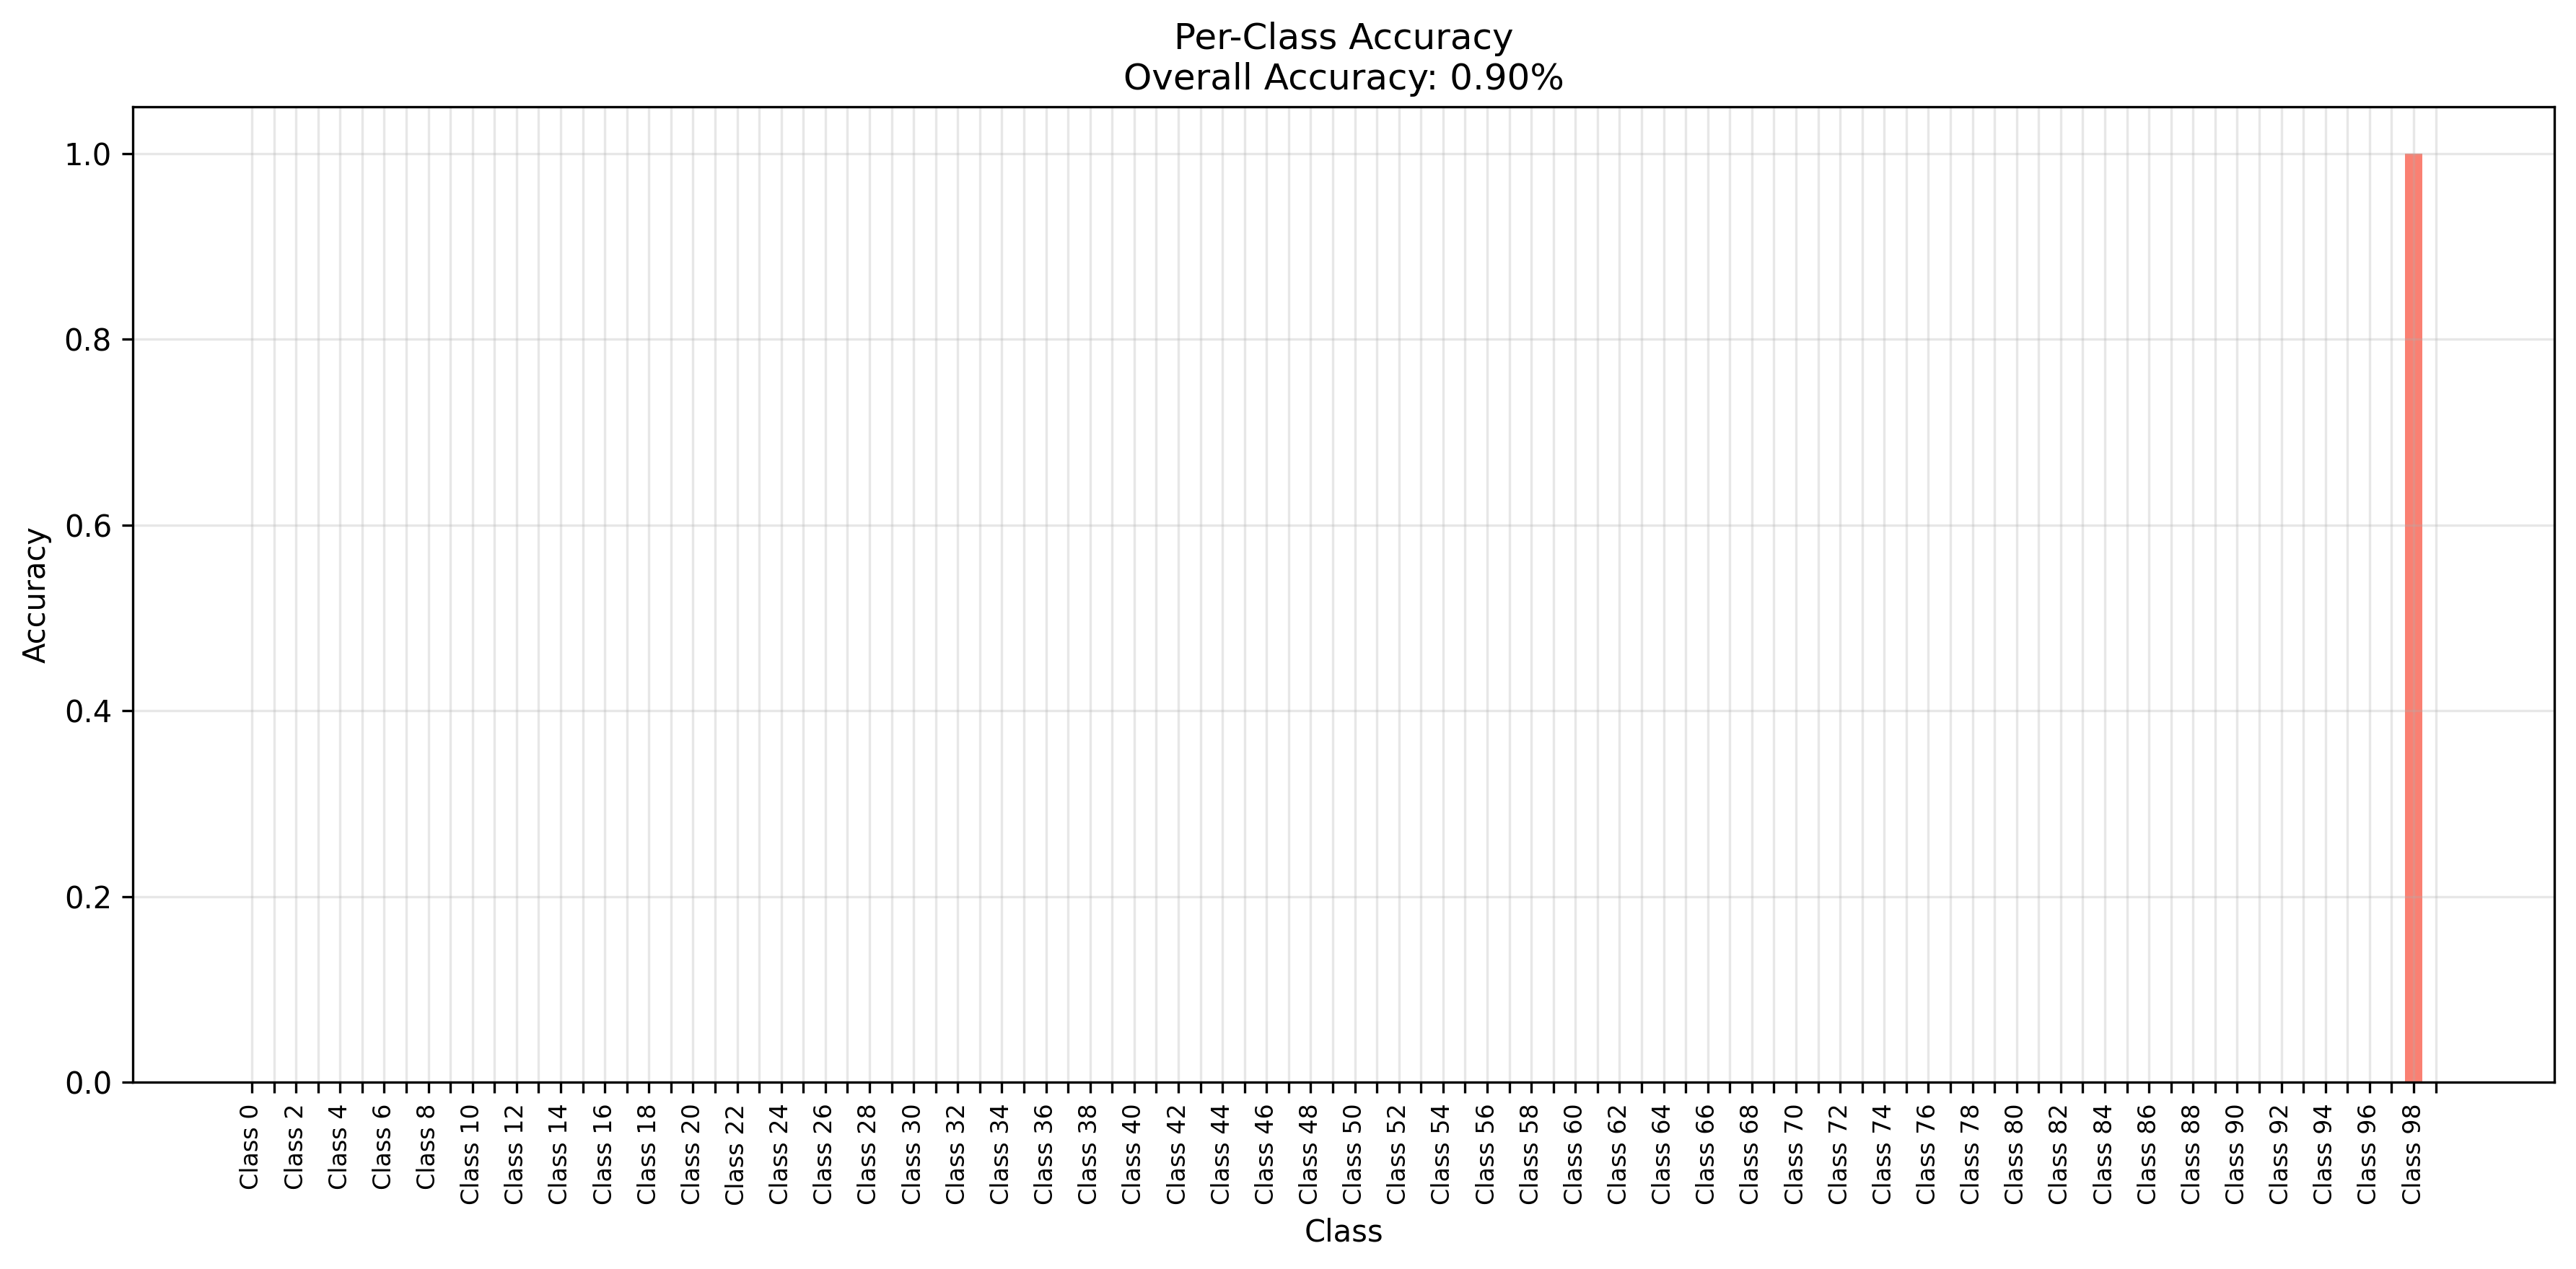 Per-Class Accuracy
Overall Accuracy: 0.90%
Accuracy
1.0
0.8
0.6
0.4
0.2
0.0
Class 0
Class 2
Class 4
Class 6
Class 8
Class 10
Class 12
Class 14
Class 16
Class 18
Class 20
Class 22
Class 24
Class 26
Class 28
Class 30
Class 32
Class 34
Class 36
Class 38
Class 40
Class 42
Class 44
Class 46
Class 48
Class 50
Class 52
Class 54
Class 56
Class 58
Class 60
Class 62
Class 64
Class 66
Class 68
Class 70
Class 72
Class 74
Class 76
Class 78
Class 80
Class 82
Class 84
Class 86
Class 88
Class 90
Class 92
Class 94
Class 96
Class 98
Class